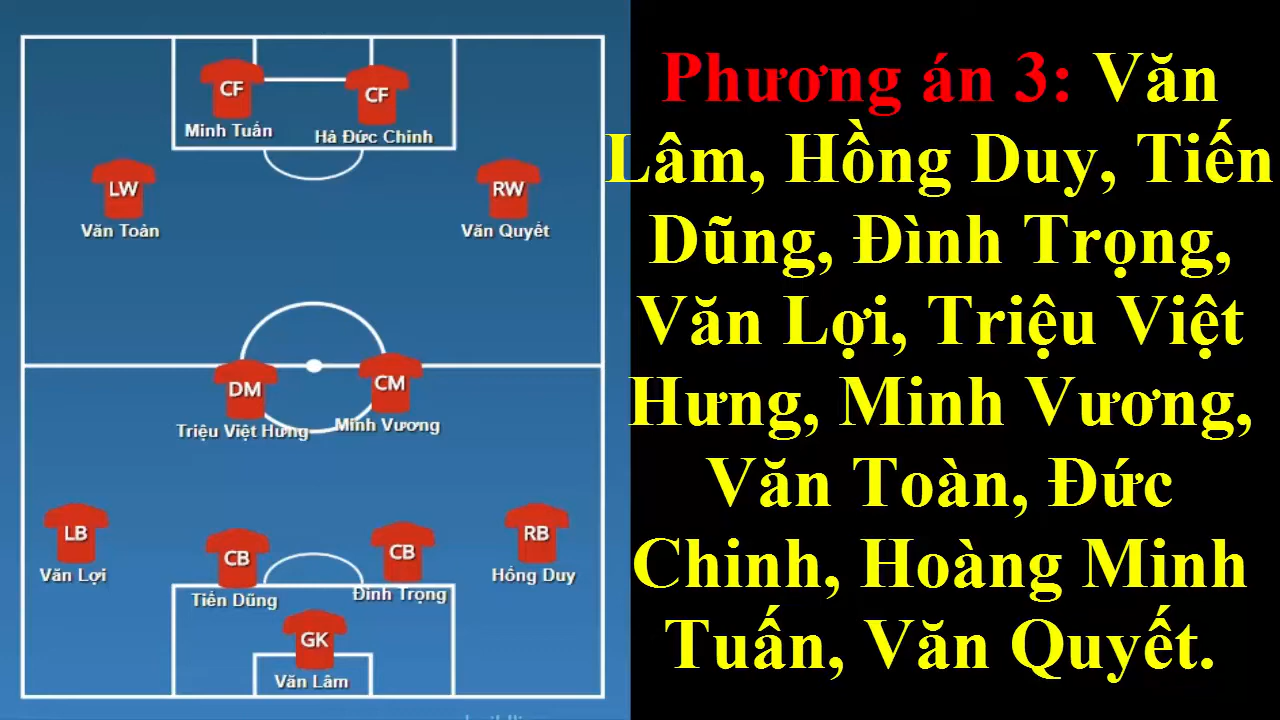 CF
CF
Minh Tuấn
Hà Đức Chinh
LW
RW
Văn Toàn
Văn Quyết
DM
CM
Triệu Việt Hưng
Minh Vương
LB
RB
CB
CB
Văn Lợi
Hồng Duy
Tiến Dũng
Đình Trọng
GK
Văn Lâm
Phương án 3: Văn
Lâm, Hồng Duy, Tiến
Dũng, Đình Trọng,
Văn Lợi, Triệu Việt
Hưng, Minh Vương,
Văn Toàn, Đức
Chinh, Hoàng Minh
Tuấn, Văn Quyết.